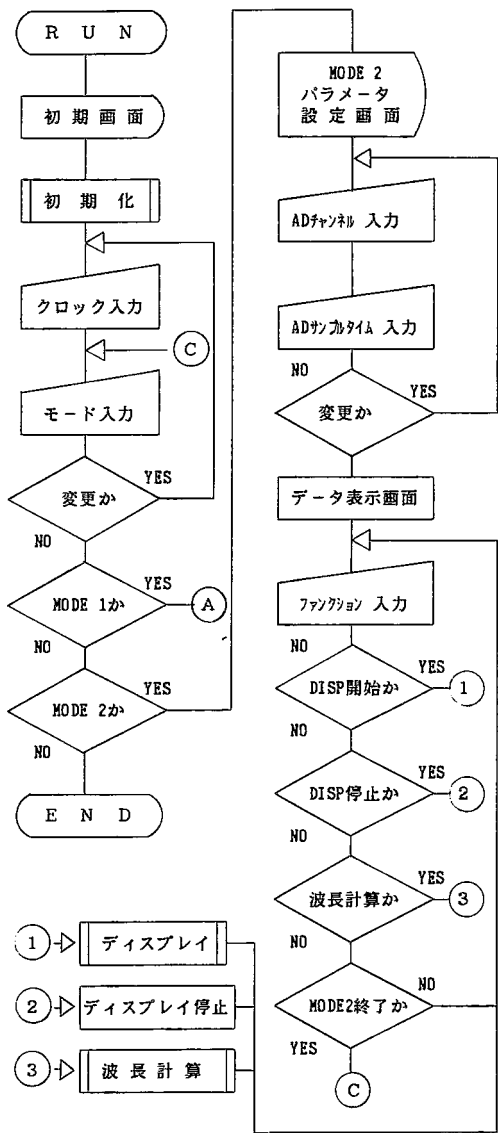 RUN
初期画面
初期化
クロック入力
C
モード入力
変更か
YES
NO
MODE 1か
YES
A
NO
MODE 2か
YES
NO
END
MODE 2
パラメータ
設定画面
ADチャンネル 入力
ADサンプルタイム 入力
NO
変更か
YES
データ表示画面
ファンクション 入力
NO
DISP開始か
YES
1
NO
DISP停止か
YES
2
NO
波長計算か
YES
3
NO
MODE2終了か
NO
YES
C
1
ディスプレイ
2
ディスプレイ停止
3
波長計算